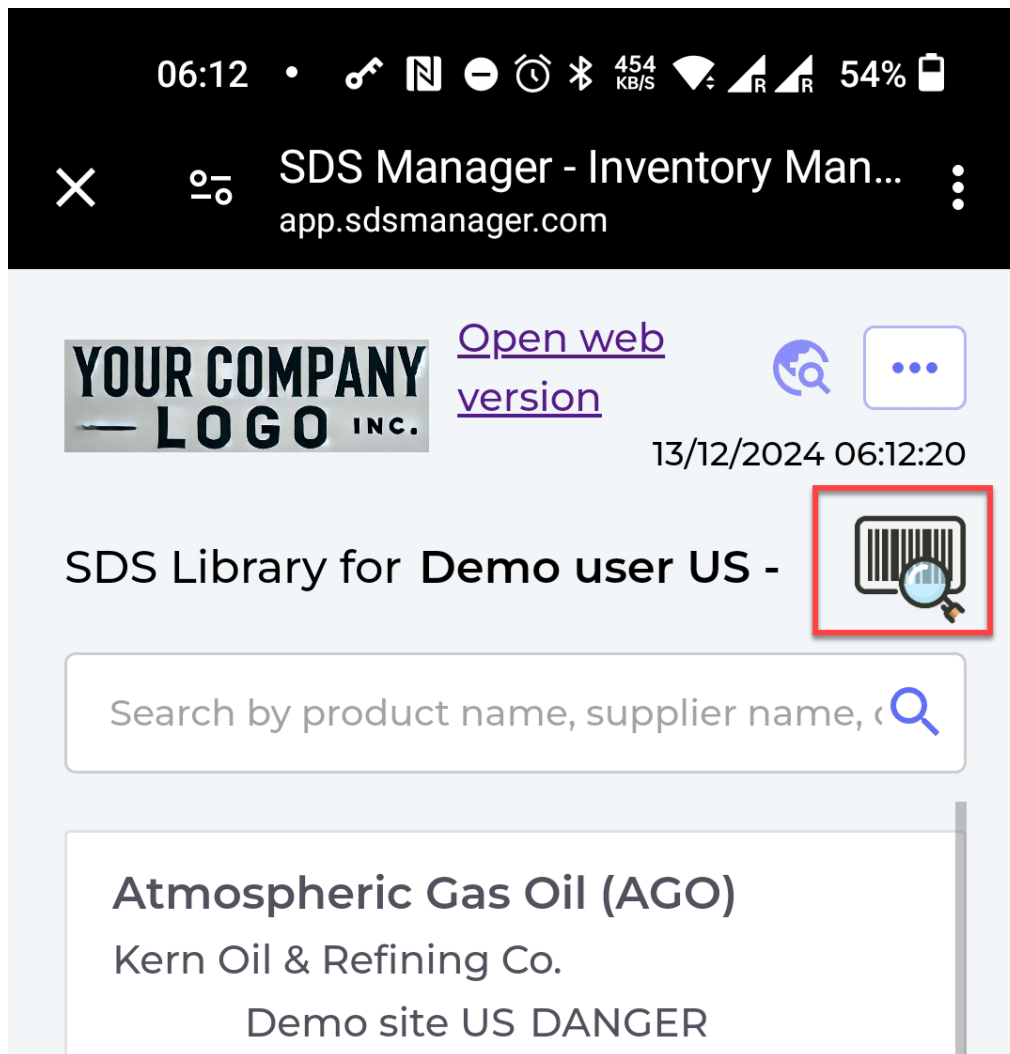 06:12 • 454 KB/S R R 54%
SDS Manager - Inventory Man...
app.sdsmanager.com
YOUR COMPANY
LOGO INC.
Open web
version
13/12/2024 06:12:20
SDS Library for Demo user US -
Search by product name, supplier name,
Atmospheric Gas Oil (AGO)
Kern Oil & Refining Co.
Demo site US DANGER